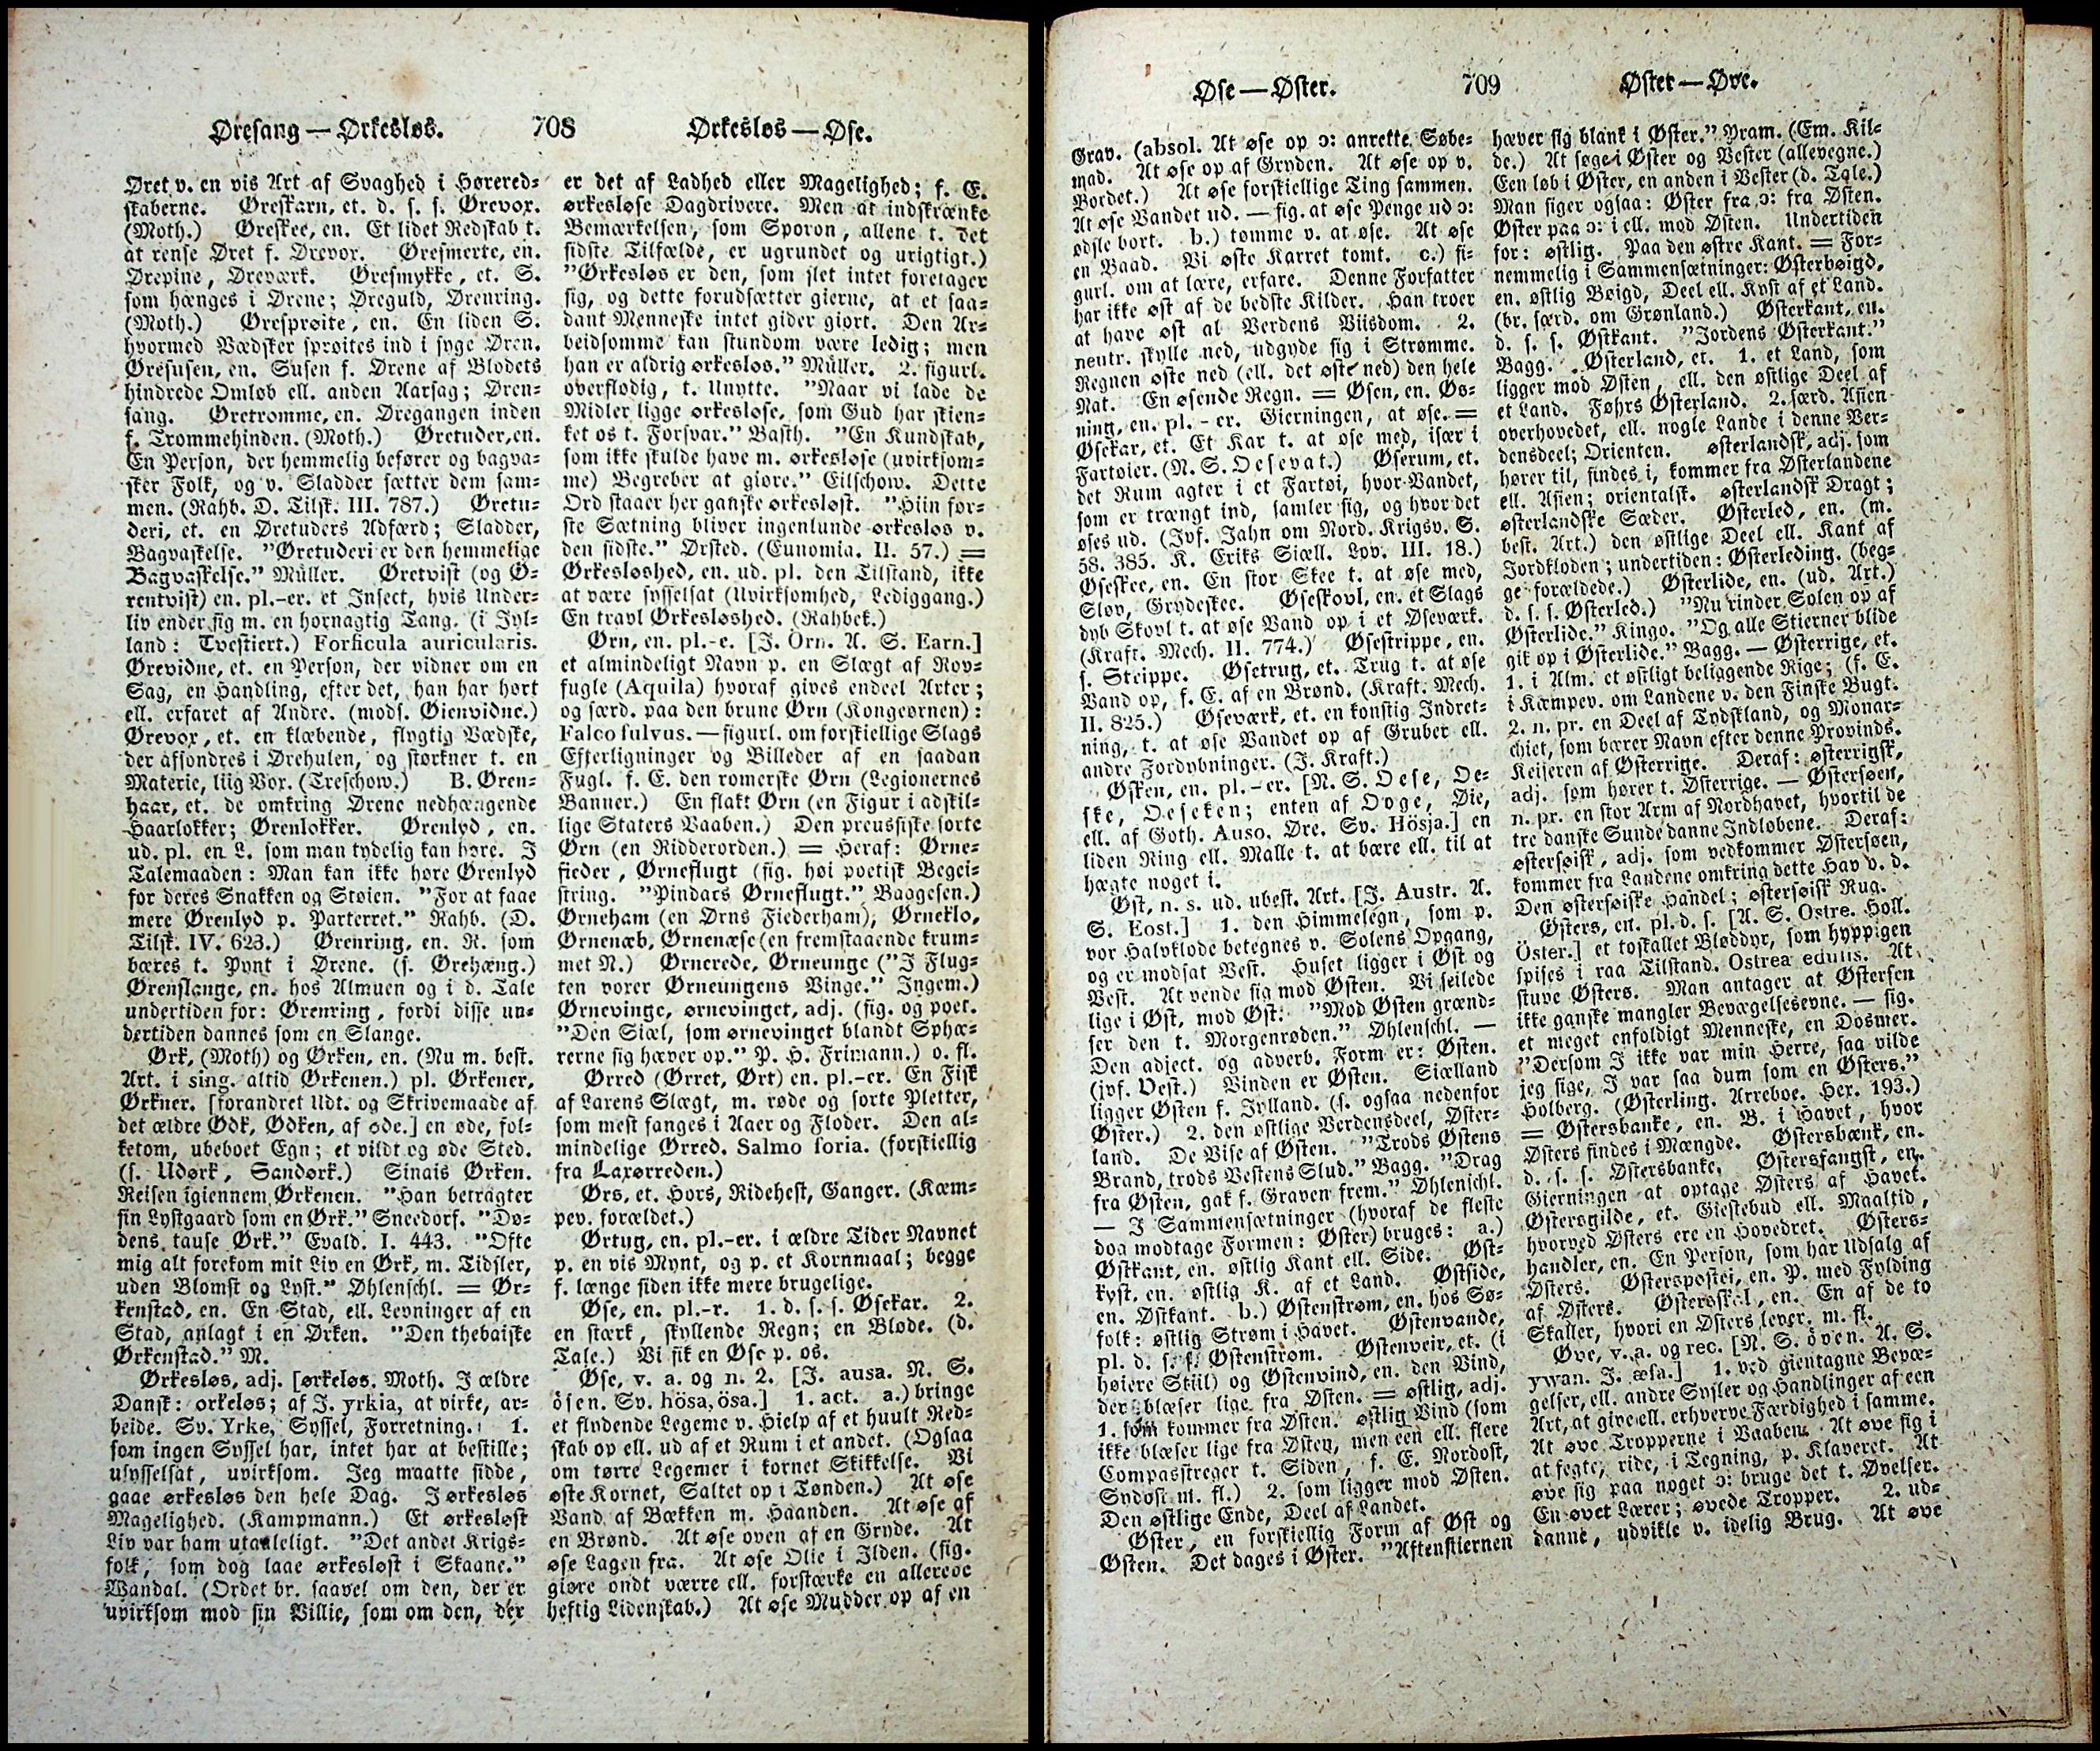 Øresang — Ørkesløs.
708
Ørkesløs — Øse.
Øret v. en vis Art af Svaghed i Hørered-
skaberne. Øreskarn, et. d. s. s. Ørevox.
(Moth.) Øreskee, en. Et lidet Redskab t.
at rense Øret f. Ørevox. Øresmerte, en.
Ørepine, Øreværk. Øresmykke, et. S.
som hænges i Ørene; Øreguld, Ørenring.
(Moth.) Øresprøite, en. En liden S.
hvormed Vædsker sprøites ind i syge Øren.
Øresusen, en. Susen f. Ørene af Blodets
hindrede Omløb ell. anden Aarsag; Øren-
sang. Øretromme, en. Øregangen inden
f. Trommehinden. (Moth.) Øretuder, en.
En Person, der hemmelig befører og bagva-
sker Folk, og v. Sladder sætter dem sam-
men. (Rahb. D. Tilsk. III. 787.) Øretu-
deri, et. en Øretuders Adfærd; Sladder,
Bagvaskelse. "Øretuderi er den hemmelige
Bagvaskelse." Müller. Øretvist (og Ø-
rentvist) en. pl.-er. et Insect, hvis Under-
liv ender sig m. en hornagtig Tang. (i Jyl-
land: Tvestiert.) Forficula auricularis.
Ørevidne, et. en Person, der vidner om en
Sag, en Handling, efter det, han har hørt
ell. erfaret af Andre. (mods. Øienvidne.)
Ørevox, et. en klæbende, flygtig Vædske,
der afsondres i Ørehulen, og størkner t. en
Materie, liig Vox. (Treschow.) B. Øren-
haar, et. de omkring Ørene nedhængende
Haarlokker; Ørenlokker. Ørenlyd, en.
ud. pl. en L. som man tydelig kan høre. I
Talemaaden: Man kan ikke høre Ørenlyd
for deres Snakken og Støien. "For at faae
mere Ørenlyd p. Parterret." Rahb. (D.
Tilsk. IV. 623.) Ørenring, en. R. som
bæres t. Pynt i Ørene. (s. Ørehæng.)
Ørenslange, en. hos Almuen og i d. Tale
undertiden for: Ørenring, fordi disse un-
dertiden dannes som en Slange.
Ørk, (Moth) og Ørken, en. (Nu m. best.
Art. i sing. altid Ørkenen.) pl. Ørkener,
Ørkner. [forandret Udt. og Skrivemaade af
det ældre Ødk, Ødken, af øde.] en øde, fol-
ketom, ubeboet Egn; et vildt og øde Sted.
(s. Udørk, Sandørk.) Sinais Ørken.
Reisen igiennem Ørkenen. "Han betragter
sin Lystgaard som en Ørk." Sneedorf. "Dø-
dens tause Ørk." Evald. I. 443. "Ofte
mig alt forekom mit Liv en Ørk, m. Tidsler,
uden Blomst og Lyst." Øhlenschl. = Ør-
kenstad, en. En Stad, ell. Levninger af en
Stad, anlagt i en Ørken. "Den thebaiske
Ørkenstad." M.
Ørkesløs, adj. [ørkeløs. Moth. I ældre
Dansk: orkeløs; af J. yrkia, at virke, ar-
beide. Sv. Yrke, Syssel, Forretning. 1.
som ingen Syssel har, intet har at bestille;
usysselsat, uvirksom. Jeg maatte sidde,
gaae ørkesløs den hele Dag. I ørkesløs
Magelighed. (Kampmann.) Et ørkesløst
Liv var ham utaaleligt. "Det andet Krigs-
folk, som dog laae ørkesløst i Skaane."
Wandal. (Ordet br. saavel om den, der er
uvirksom mod sin Villie, som om den, der
er det af Ladhed eller Magelighed; f. E.
ørkesløse Dagdrivere. Men at indskrænke
Bemærkelsen, som Sporon, allene t. det
sidste Tilfælde, er ugrundet og urigtigt.)
"Ørkesløs er den, som slet intet foretager
sig, og dette forudsætter gierne, at et saa-
dant Menneske intet gider giort. Den Ar-
beidsomme kan stundom være ledig; men
han er aldrig ørkesløs." Müller. 2. figurl.
overflødig, t. Unytte. "Naar vi lade de
Midler ligge ørkesløse, som Gud har skien-
ket os t. Forsvar." Basth. "En Kundskab,
som ikke skulde have m. ørkesløse (uvirksom-
me) Begreber at giøre." Eilschow. Dette
Ord staaer her ganske ørkesløst. "Hiin for-
ste Sætning bliver ingenlunde ørkesløs v.
den sidste." Ørsted. (Eunomia. II. 57.) =
Ørkesløshed, en. ud. pl. den Tilstand, ikke
at være sysselsat (Uvirksomhed, Lediggang.)
En travl Ørkesløshed. (Rahbek.)
Ørn, en. pl.-e. [J. Örn. A. S. Earn.]
et almindeligt Navn p. en Slægt af Rov-
fugle (Aquila) hvoraf gives endeel Arter;
og særd. paa den brune Ørn (Kongeørnen):
Falco fulvus. — figurl. om forskiellige Slags
Efterligninger og Billeder af en saadan
Fugl. f. E. den romerske Ørn (Legionernes
Banner.) En flakt Ørn (en Figur i adskil-
lige Staters Vaaben.) Den preussiske sorte
Ørn (en Ridderorden.) = Heraf: Ørne-
fieder, Ørneflugt (fig. høi poetisk Begei-
string. "Pindars Ørneflugt." Baggesen.)
Ørneham (en Ørns Fiederham), Ørneklo,
Ørnenæb, Ørnenæse (en fremstaaende krum-
met N.) Ørnerede, Ørneunge ("I Flug-
ten vorer Ørneungens Vinge." Ingem.)
Ørnevinge, ørnevinget, adj. (fig. og poet.
"Den Siæl, som ørnevinget blandt Sphæ-
rerne sig hæver op." P. H. Frimann.) o. fl.
Ørred (Ørret, Ørt) en. pl.-er. En Fisk
af Larens Slægt, m. røde og sorte Pletter,
som mest fanges i Aaer og Floder. Den al-
mindelige Ørred. Salmo foria. (forskiellig
fra Laxørreden.)
Ørs, et. Hors, Ridehest, Ganger. (Kæm-
pev. forældet.)
Ørtug, en. pl.-er. i ældre Tider Navnet
p. en vis Mynt, og p. et Kornmaal; begge
f. længe siden ikke mere brugelige.
Øse, en. pl.-r. 1. d. s. s. Øsekar. 2.
en stærk, skyllende Regn; en Bløde. (d.
Tale.) Vi fik en Øse p. os.
Øse, v. a. og n. 2. [J. ausa. N. S.
ösen. Sv. hösa, ösa.] 1. act. a.) bringe
et flydende Legeme v. Hielp af et huult Red-
skab op ell. ud af et Rum i et andet. (Ogsaa
om tørre Legemer i kornet Skikkelse. Vi
øste Kornet, Saltet op i Tønden.) At øse
Vand af Bækken m. Haanden. At øse af
en Brønd. At øse oven af en Gryde. At
øse Lagen fra. At øse Olie i Ilden. (fig.
giøre ondt værre ell. forstærke en allerede
heftig Lidenskab.) At øse Mudder op af en
Øse — Øster.
709
Øster — Øve.
Grav. (absol. At øse op ɔ: anrette Søbe-
mad. At øse op af Gryden. At øse op v.
Bordet.) At øse forskiellige Ting sammen.
At øse Vandet ud. — fig. at øse Penge ud ɔ:
ødsle bort. b.) tømme v. at øse. At øse
en Baad. Vi øste Karret tomt. c.) fi-
gurl. om at lære, erfare. Denne Forfatter
har ikke øst af de bedste Kilder. Han troer
at have øst al Verdens Viisdom. 2.
neutr. skylle ned, udgyde sig i Strømme.
Regnen øste ned (ell. det øste ned) den hele
Nat. En øsende Regn. = Øsen, en. Øs-
ning, en. pl. -er. Gierningen, at øse. =
Øsekar, et. Et Kar t. at øse med, især i
Fartøier. (N. S. Oesevat.) Øserum, et.
det Rum agter i et Fartøi, hvor Vandet,
som er trængt ind, samler sig, og hvor det
øses ud. (Jvf. Jahn om Nord. Krigsv. S.
58. 385. K. Eriks Siæll. Lov. III. 18.)
Øseskee, en. En stor Skee t. at øse med,
Slev, Grydeskee. Øseskovl, en. et Slags
dyb Skovl t. at øse Vand op i et Øseværk.
(Kraft. Mech. II. 774.) Øsestrippe, en.
s. Strippe. Øsetrug, et. Trug t. at øse
Vand op, f. E. af en Brønd. (Kraft. Mech.
II. 825.) Øseværk, et. en konstig Indret-
ning, t. at øse Vandet op af Gruber ell.
andre Fordybninger. (J. Kraft.)
Øsken, en. pl.-er. [N. S. Oese, Oe-
ske, Oeseken; enten af Ooge, Øie,
ell. af Goth. Auso. Øre. Sv. Hösja.] en
liden Ring ell. Malle t. at bære ell. til at
hægte noget i.
Øst, n. s. ud. ubest. Art. [J. Austr. A.
S. Eost.] 1. den Himmelegn, som p.
vor Halvklode betegnes v. Solens Opgang,
og er modsat Vest. Huset ligger i Øst og
Vest. At vende sig mod Østen. Vi seilede
lige i Øst, mod Øst. "Mod Østen grænd-
ser den t. Morgenrøden." Øhlenschl. —
Den adject. og adverb. Form er: Østen.
(jvf. Vest.) Vinden er Østen. Siælland
ligger Østen f. Jylland. (s. ogsaa nedenfor
Øster.) 2. den østlige Verdensdeel, Øster-
land. De Vise af Østen. "Trods Østens
Brand, trods Vestens Slud." Bagg. "Drag
fra Østen, gak f. Graven frem." Øhlenschl.
— I Sammensætninger (hvoraf de fleste
dog modtage Formen: Øster) bruges: a.)
Østkant, en. østlig Kant ell. Side. Øst-
kyst, en. østlig K. af et Land. Østside,
en. Østkant. b.) Østenstrøm, en. hos Sø-
folk: østlig Strøm i Havet. Østenvande,
pl. d. s. s. Østenstrøm. Østenveir, et. (i
høiere Stiil) og Østenvind, en. den Vind,
der blæser lige fra Østen. = østlig, adj.
1. som kommer fra Østen. østlig Vind (som
ikke blæser lige fra Østen, men een ell. flere
Compasstreger t. Siden, f. E. Nordost,
Sydost m. fl.) 2. som ligger mod Østen.
Den østlige Ende, Deel af Landet.
Øster, en forskiellig Form af Øst og
Østen. Det dages i Øster. "Aftenstiernen
hæver sig blank i Øster." Pram. (Em. Kil-
de.) At søge i Øster og Vester (allevegne.)
Een løb i Øster, en anden i Vester (d. Tale.)
Man siger ogsaa: Øster fra ɔ: fra Østen.
Øster paa ɔ: i ell. mod Østen. Undertiden
for: østlig. Paa den østre Kant. = For-
nemmelig i Sammensætninger: Østerbøigd,
en. østlig Bøigd, Deel ell. Kyst af et Land.
(br. særd. om Grønland.) Østerkant, en.
d. s. s. Østkant. "Jordens Østerkant."
Bagg. Østerland, et. 1. et Land, som
ligger mod Østen, ell. den østlige Deel af
et Land. Føhrs Østerland. 2. særd. Asien
overhovedet, ell. nogle Lande i denne Ver-
densdeel; Orienten. østerlandsk, adj. som
hører til, findes i, kommer fra Østerlandene
ell. Asien; orientalsk. østerlandsk Dragt;
østerlandske Sæder. Østerled, en. (m.
best. Art.) den østlige Deel ell. Kant af
Jordkloden; undertiden: Østerleding. (beg-
ge forældede.) Østerlide, en. (ud. Art.)
d. s. s. Østerled.) "Nu rinder Solen op af
Østerlide." Kingo. "Og alle Stierner blide
gik op i Østerlide." Bagg. — Østerrige, et.
1. i Alm. et østligt beliggende Rige; (f. E.
i Kæmpev. om Landene v. den Finske Bugt.
2. n. pr. en Deel af Tydskland, og Monar-
chiet, som bærer Navn efter denne Provinds.
Keiseren af Østerrige. Deraf: østerrigsk,
adj. som hører t. Østerrige. — Østersøen,
n. pr. en stor Arm af Nordhavet, hvortil de
tre danske Sunde danne Indløbene. Deraf:
østersøisk, adj. som vedkommer Østersøen,
kommer fra Landene omkring dette Hav v. d.
Den østersøiske Handel; østersøisk Rug.
Østers, en. pl. d. s. [A. S. Ostre. Holl.
Öster.] et toskallet Bløddyr, som hyppigen
spises i raa Tilstand. Ostrea edulis. At
stuve Østers. Man antager at Østersen
ikke ganske mangler Bevægelsesevne. — fig.
et meget enfoldigt Menneske, en Dosmer.
"Dersom I ikke var min Herre, saa vilde
jeg sige, I var saa dum som en Østers."
Holberg. (Østerling. Arreboe. Hex. 193.)
= Østersbanke, en. B. i Havet, hvor
Østers findes i Mængde. Østersbænk, en.
d. s. s. Østersbanke. Østersfangst, en.
Gierningen at optage Østers af Havet.
Østersgilde, et. Giestebud ell. Maaltid,
hvorved Østers ere en Hovedret. Østers-
handler, en. En Person, som har Udsalg af
Østers. Østerspostei, en. P. med Fylding
af Østers. Østersskal, en. En af de to
Skaller, hvori en Østers lever. m. fl.
Øve, v. a. og rec. [N. S. öven. A. S.
ywan. J. æfa.] 1. ved gientagne Bevæ-
gelser, ell. andre Sysler og Handlinger af een
Art, at give ell. erhverve Færdighed i samme.
At øve Tropperne i Vaaben. At øve sig i
at fegte, ride, i Tegning, p. Klaveret. At
øve sig paa noget ɔ: bruge det t. Øvelser.
En øvet Lærer; øvede Tropper. 2. ud-
danne, udvikle v. idelig Brug. At øve